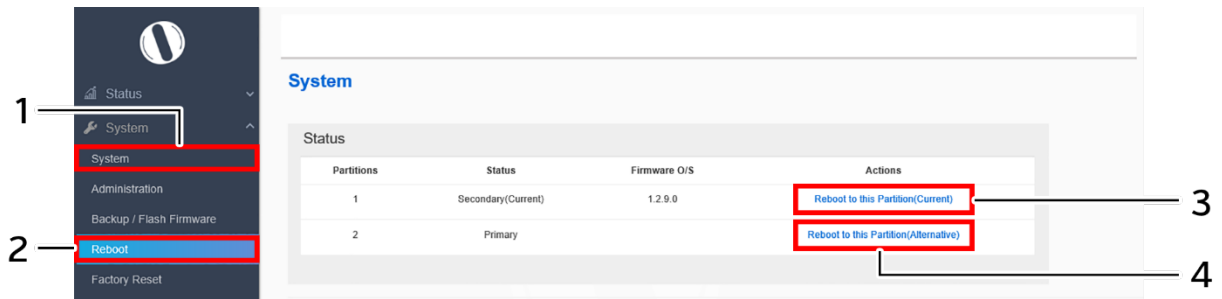 1
2
3
4
Status
System
System
Administration
Backup / Flash Firmware
Reboot
Factory Reset
System
Status
Partitions Status Firmware O/S Actions
1 Secondary(Current) 1.2.9.0 Reboot to this Partition(Current)
2 Primary Reboot to this Partition(Alternative)